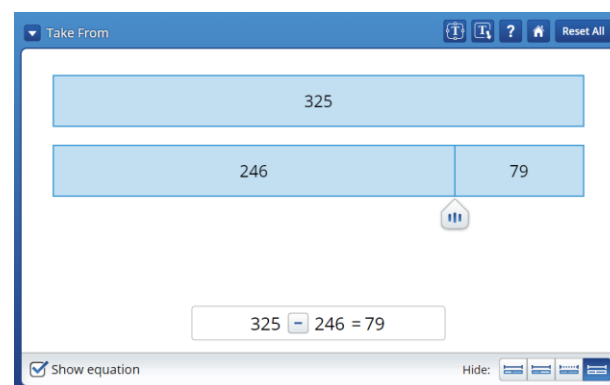 Take From
? Reset All
325
246 79
325 - 246 = 79
Show equation Hide: